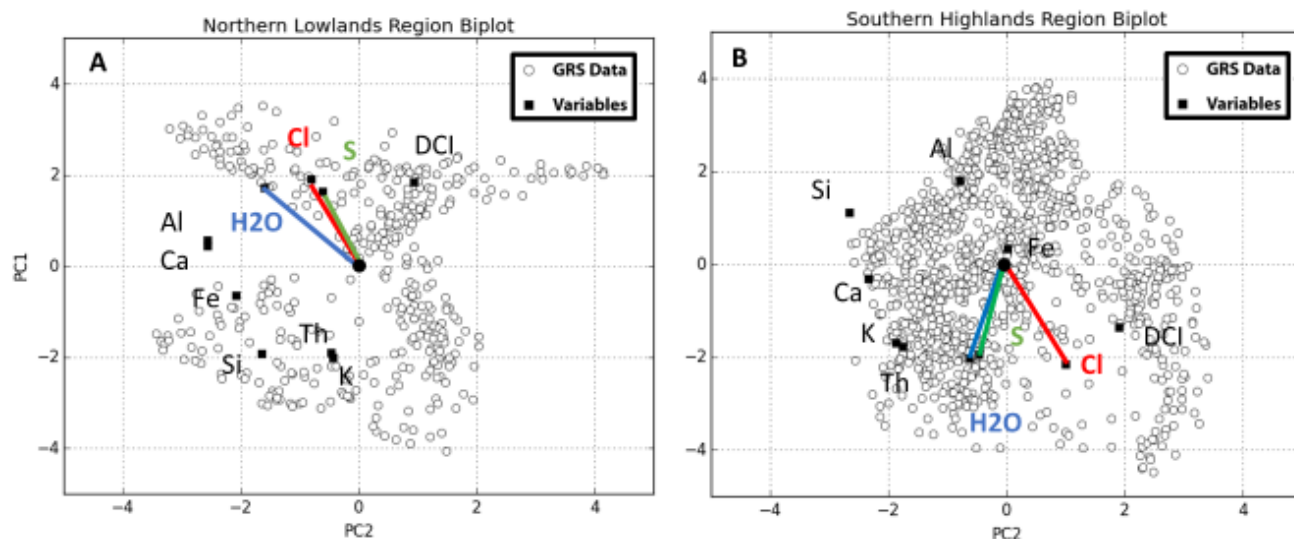 Northern Lowlands Region Biplot
A
GRS Data
Variables
Cl
S
DCI
H2O
Al
Ca
Fe
Si
Th
K
4
2
0
−2
−4
−4
−2
0
2
4
PC1
PC2
Southern Highlands Region Biplot
B
GRS Data
Variables
Al
Si
Fe
Ca
K
Th
S
DCI
Cl
H2O
4
2
0
−2
−4
−4
−2
0
2
4
PC2